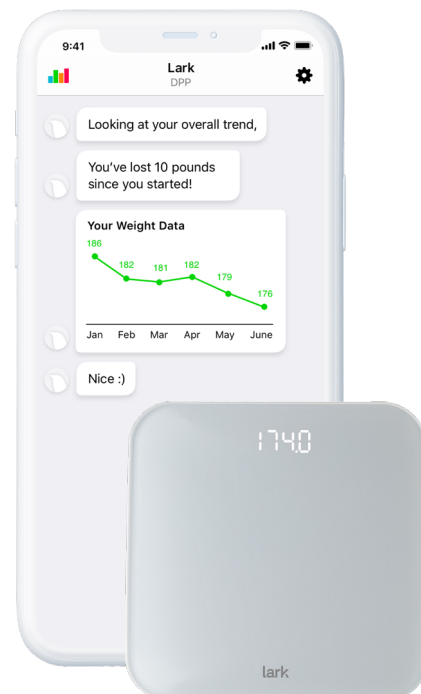 9:41
Lark
DPP
Looking at your overall trend,
You’ve lost 10 pounds
since you started!
Your Weight Data
186
182
181
182
179
176
Jan Feb Mar Apr May June
Nice :)
174.0
lark